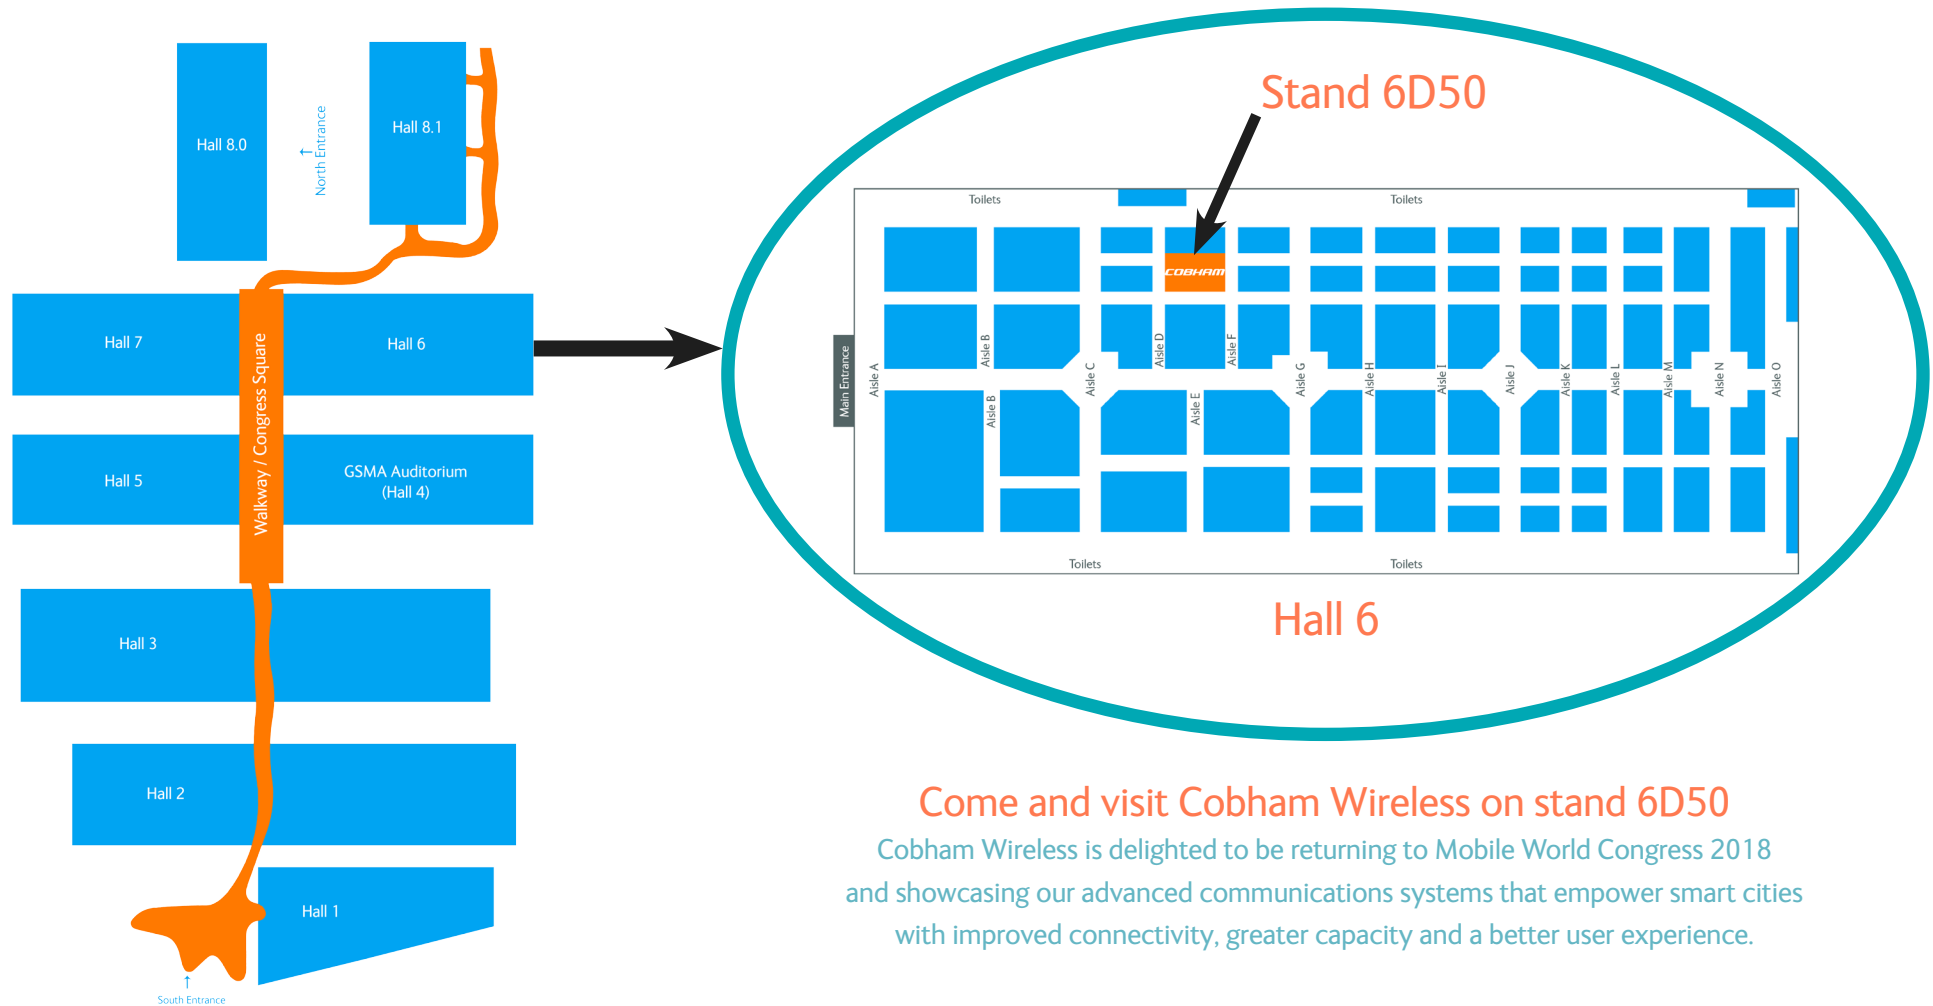 Hall 8.0
North Entrance
Hall 8.1
Hall 7
Hall 6
Walkway / Congress Square
Hall 5
GSMA Auditorium
(Hall 4)
Hall 3
Hall 2
Hall 1
South Entrance
Stand 6D50
Toilets
Toilets
COBHAM
Main Entrance
Aisle A
Aisle B
Aisle B
Aisle C
Aisle D
Aisle E
Aisle F
Aisle G
Aisle H
Aisle I
Aisle J
Aisle K
Aisle L
Aisle M
Aisle N
Aisle O
Toilets
Toilets
Hall 6
Come and visit Cobham Wireless on stand 6D50
Cobham Wireless is delighted to be returning to Mobile World Congress 2018
and showcasing our advanced communications systems that empower smart cities
with improved connectivity, greater capacity and a better user experience.